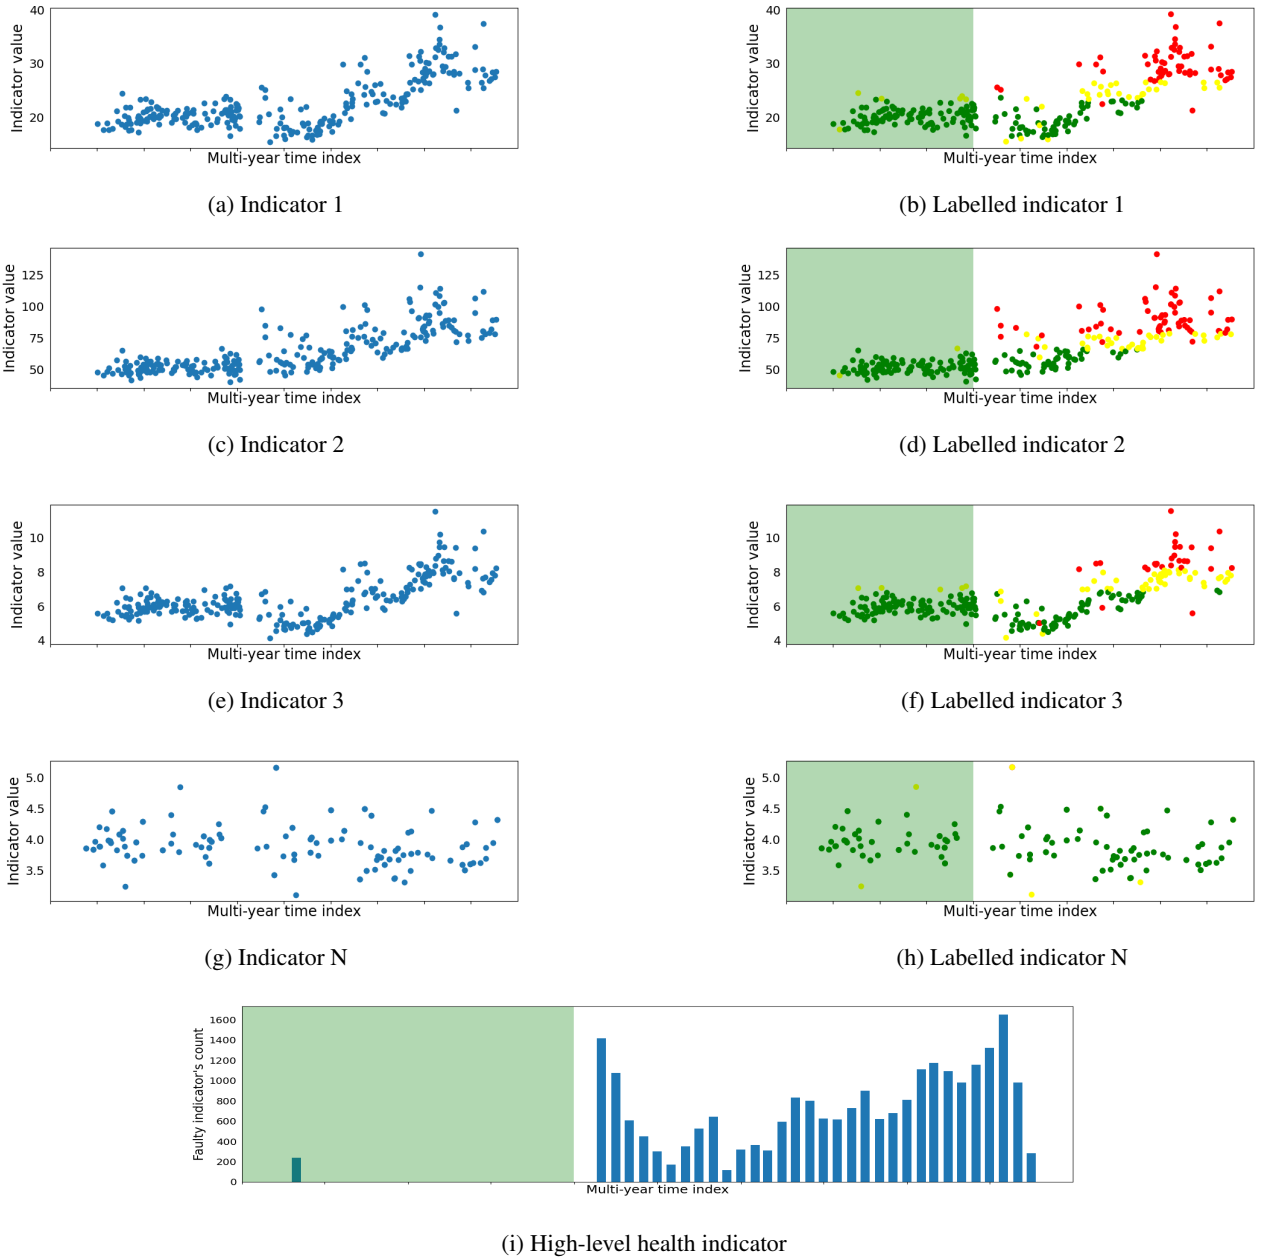 40
30
20
Indicator value
Multi-year time index
(a) Indicator 1
40
30
20
Indicator value
Multi-year time index
(b) Labelled indicator 1
125
100
75
50
Indicator value
Multi-year time index
(c) Indicator 2
125
100
75
50
Indicator value
Multi-year time index
(d) Labelled indicator 2
10
8
6
4
Indicator value
Multi-year time index
(e) Indicator 3
10
8
6
4
Indicator value
Multi-year time index
(f) Labelled indicator 3
5.0
4.5
4.0
3.5
Indicator value
Multi-year time index
(g) Indicator N
5.0
4.5
4.0
3.5
Indicator value
Multi-year time index
(h) Labelled indicator N
1600
1400
1200
1000
800
600
400
200
0
Faulty indicator's count
Multi-year time index
(i) High-level health indicator